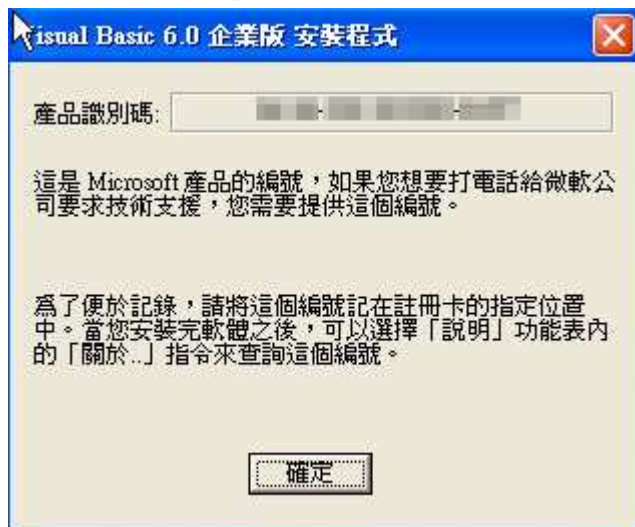 isual Basic 6.0 企業版 安裝程式
產品識別碼:
這是 Microsoft 產品的編號，如果您想要打電話給微軟公
司要求技術支援，您需要提供這個編號。
為了便於記錄，請將這個編號記在註冊卡的指定位置
中。當您安裝完軟體之後，可以選擇「說明」功能表內
的「關於..」指令來查詢這個編號。
確定